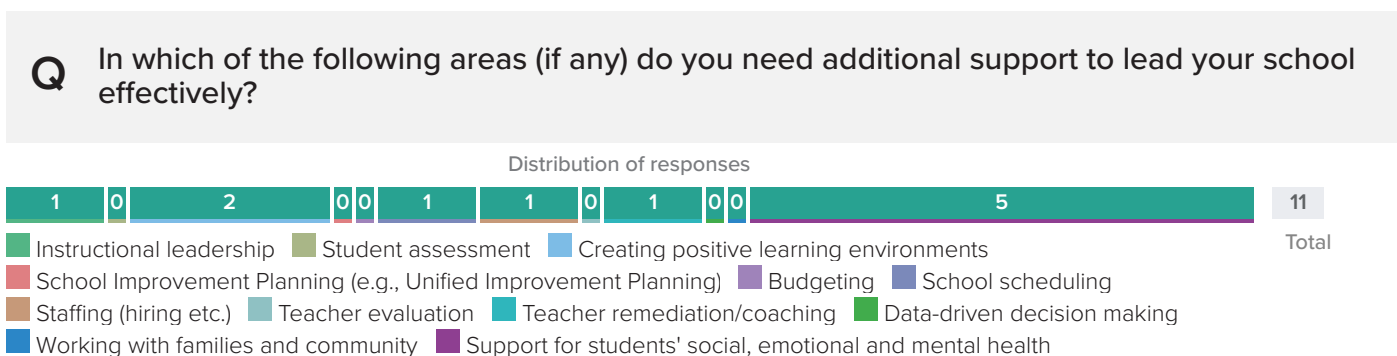 Q In which of the following areas (if any) do you need additional support to lead your school
effectively?
Distribution of responses
1 0 2 0 0 1 1 0 1 0 0 5 11
Instructional leadership Student assessment Creating positive learning environments Total
School Improvement Planning (e.g., Unified Improvement Planning) Budgeting School scheduling
Staffing (hiring etc.) Teacher evaluation Teacher remediation/coaching Data-driven decision making
Working with families and community Support for students' social, emotional and mental health